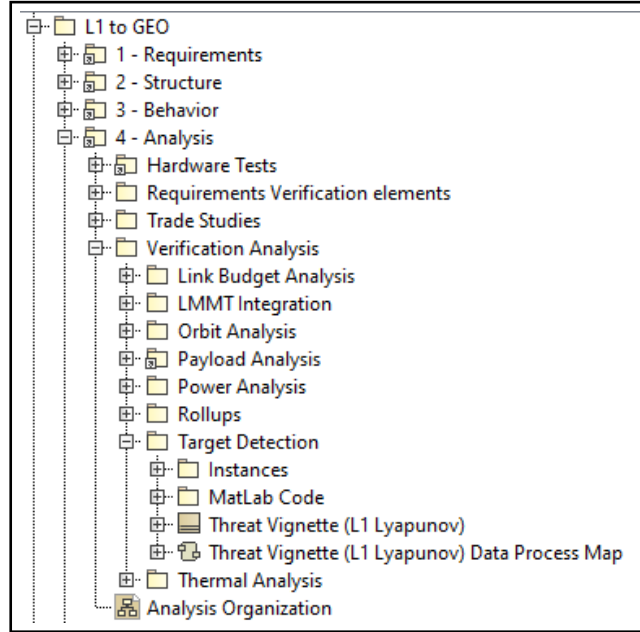 L1 to GEO
1 - Requirements
2 - Structure
3 - Behavior
4 - Analysis
Hardware Tests
Requirements Verification elements
Trade Studies
Verification Analysis
Link Budget Analysis
LMMT Integration
Orbit Analysis
Payload Analysis
Power Analysis
Rollups
Target Detection
Instances
MatLab Code
Threat Vignette (L1 Lyapunov)
Threat Vignette (L1 Lyapunov) Data Process Map
Thermal Analysis
Analysis Organization